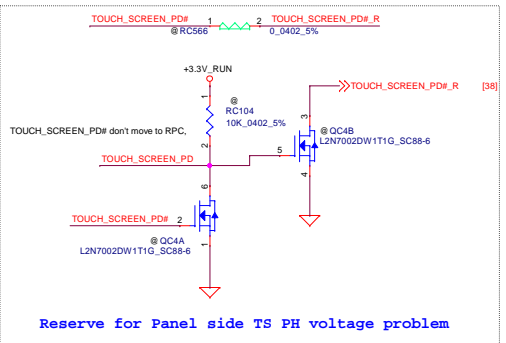 TOUCH_SCREEN_PD# 1 2 TOUCH_SCREEN_PD#_R
@ RC566 0_0402_5%
+3.3V_RUN
1
@
RC104
10K_0402_5%
2
TOUCH_SCREEN_PD#_R [38]
3
@ QC4B
L2N7002DW1T1G_SC88-6
5
4
TOUCH_SCREEN_PD# don't move to RPC,
TOUCH_SCREEN_PD
6
TOUCH_SCREEN_PD# 2
1
@ QC4A
L2N7002DW1T1G_SC88-6
Reserve for Panel side TS PH voltage problem